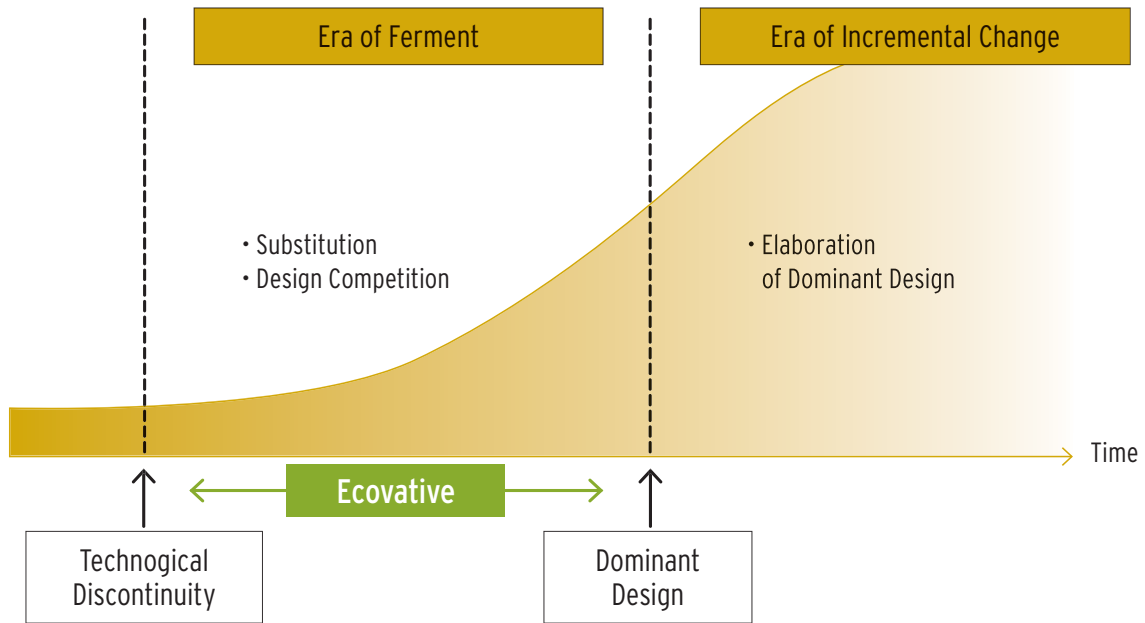 Era of Ferment
Era of Incremental Change
• Substitution
• Design Competition
• Elaboration
of Dominant Design
Time
Ecovative
Technogical
Discontinuity
Dominant
Design